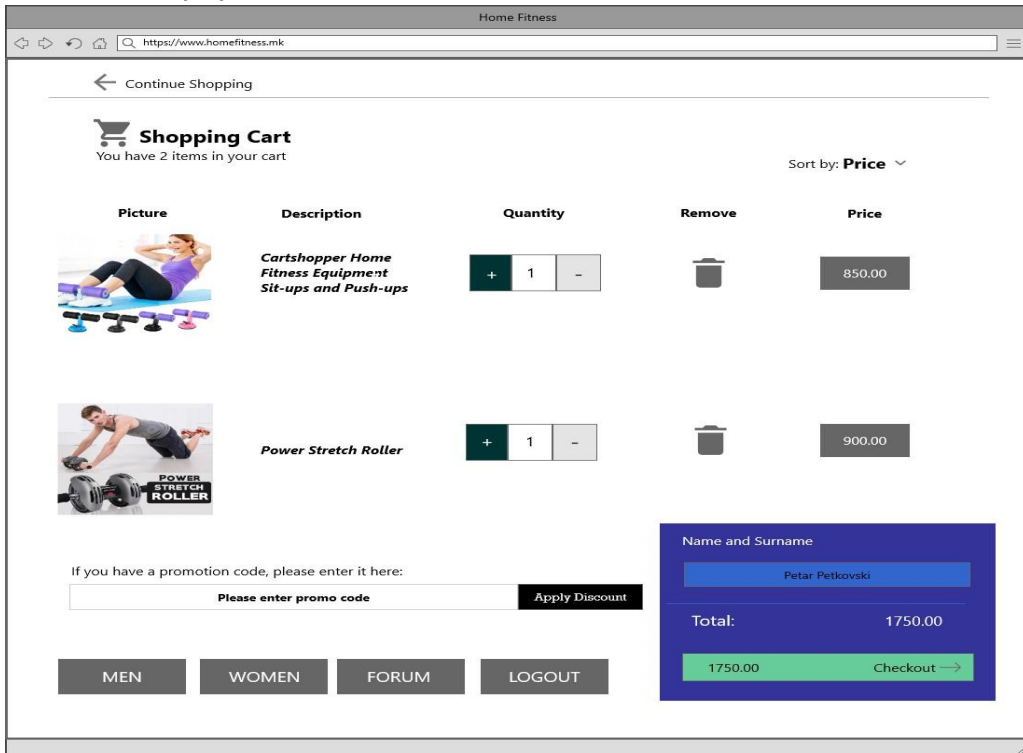 Home Fitness
https://www.homefitness.mk
Continue Shopping
Shopping Cart
You have 2 items in your cart
Sort by: Price
Picture Description Quantity Remove Price
Cartshopper Home
Fitness Equipment
Sit-ups and Push-ups
+ 1 -
850.00
Power Stretch Roller
+ 1 -
900.00
POWER
STRETCH
ROLLER
If you have a promotion code, please enter it here:
Please enter promo code
Apply Discount
Name and Surname
Petar Petkovski
Total: 1750.00
1750.00 Checkout
MEN WOMEN FORUM LOGOUT